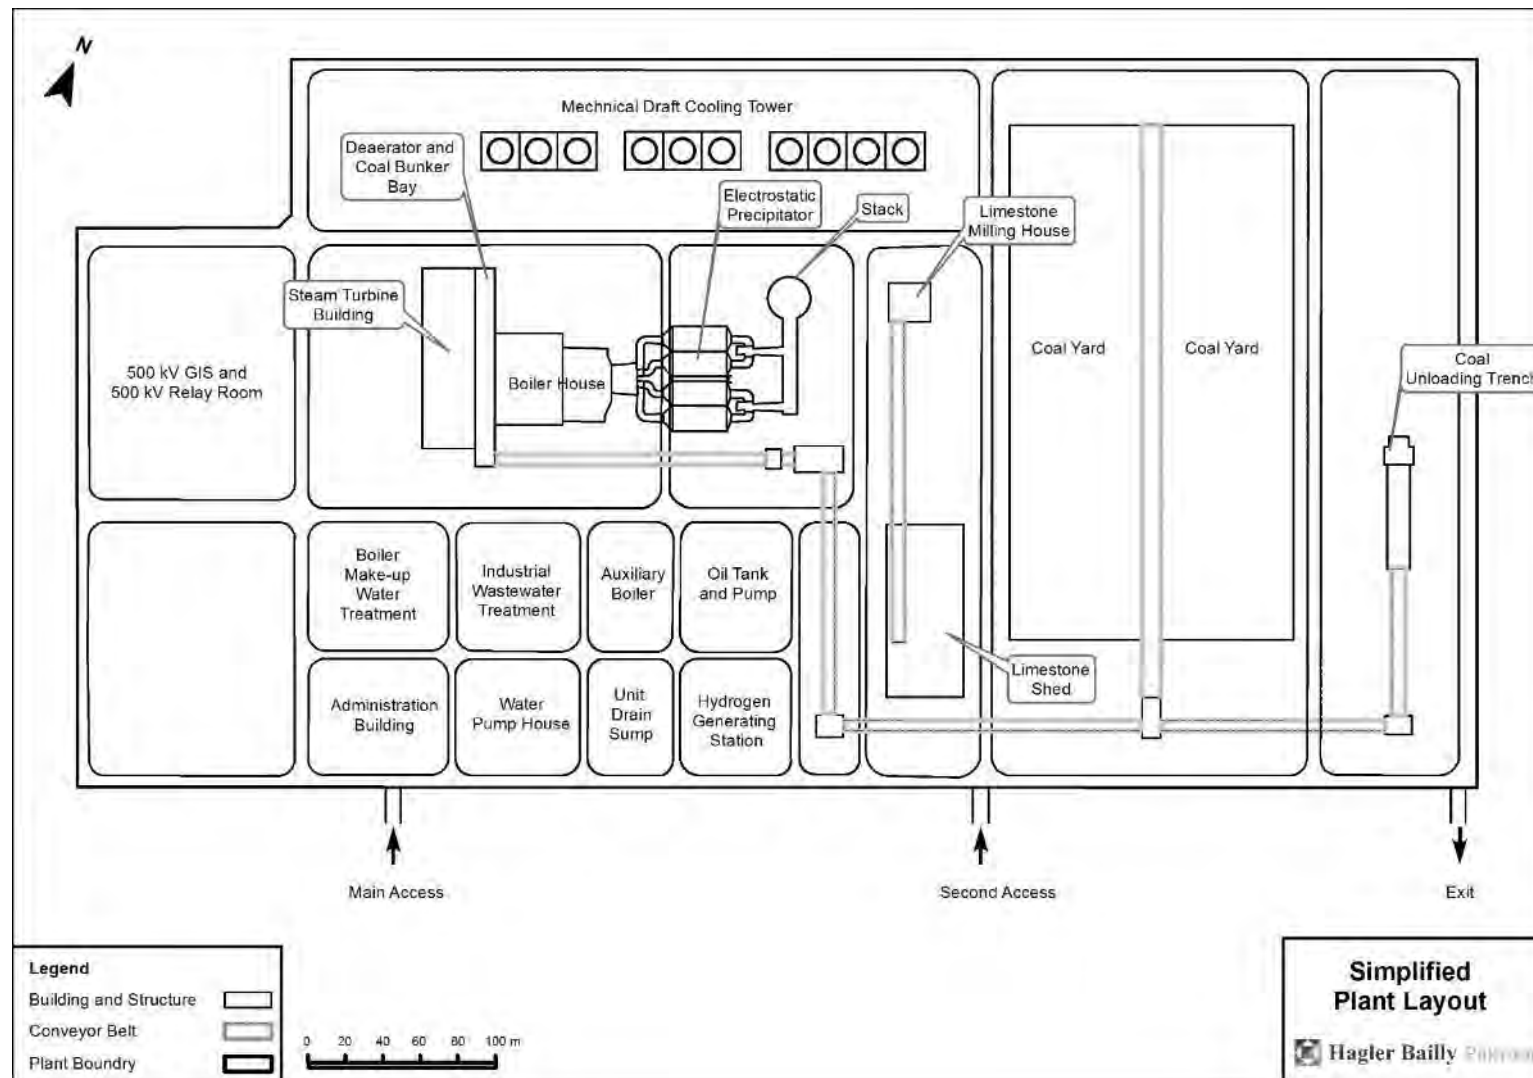 N
Mechnical Draft Cooling Tower
Deaerator and
Coal Bunker
Bay
Electrostatic
Precipitator
Stack
Limestone
Milling House
Steam Turbine
Building
500 kV GIS and
500 kV Relay Room
Boiler House
Coal Yard
Coal Yard
Coal
Unloading Trench
Boiler
Make-up
Water
Treatment
Industrial
Wastewater
Treatment
Auxiliary
Boiler
Oil Tank
and Pump
Limestone
Shed
Administration
Building
Water
Pump House
Unit
Drain
Sump
Hydrogen
Generating
Station
Main Access
Second Access
Exit
Legend
Building and Structure
Conveyor Belt
Plant Boundry
0 20 40 60 80 100 m
Simplified
Plant Layout
Hagler Bailly